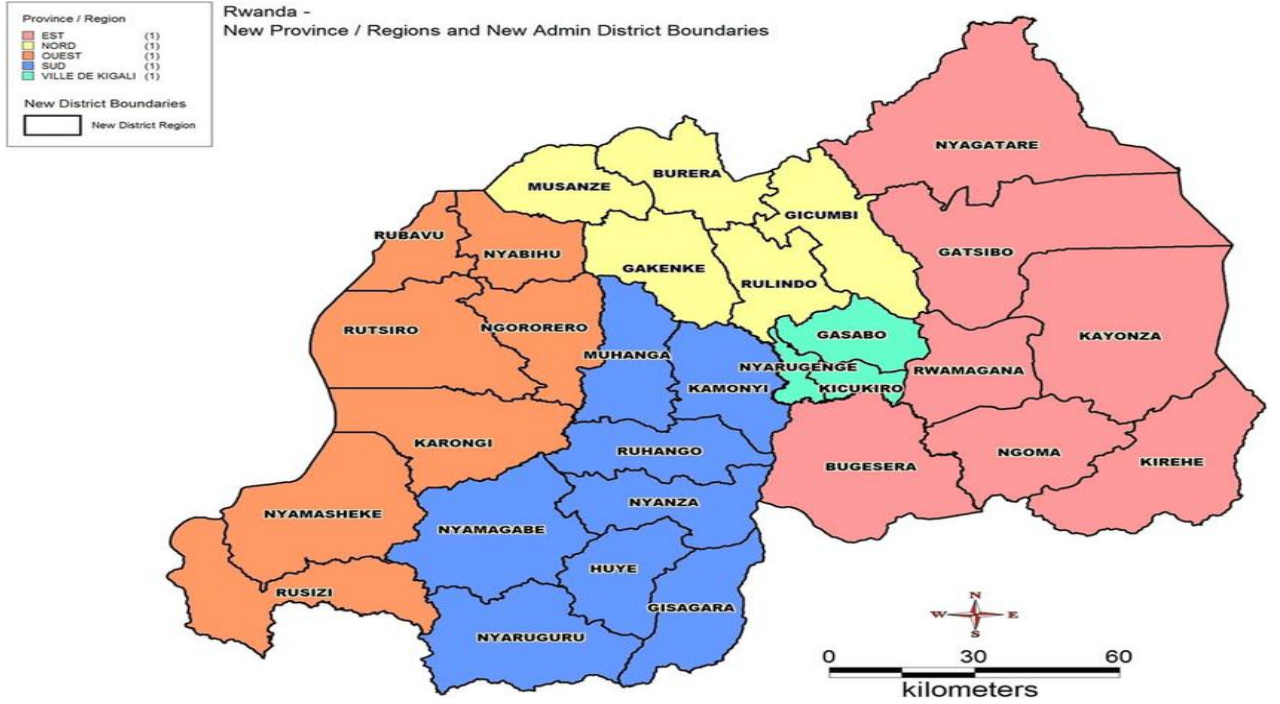 Province / Region
EST (1)
NORD (1)
OUEST (1)
SUD (1)
VILLE DE KIGALI (1)
New District Boundaries
New District Region
Rwanda -
New Province / Regions and New Admin District Boundaries
NYAGATARE
BURERA
MUSANZE
GICUMBI
RUBAVU
NYABIHU
GATSIBO
GAKENKE
RULINDO
RUTSIRO
NGORORERO
GASABO
KAYONZA
MUHANGA
NYARUGENGE
RWAMAGANA
KAMONYI
KICUKIRO
KARONGI
RUHANGO
NGOMA
BUGESERA
KIREHE
NYANZA
NYAMASHEKE
NYAMAGABE
HUYE
RUSIZI
GISAGARA
NYARUGURU
N
W E
S
0 30 60
kilometers